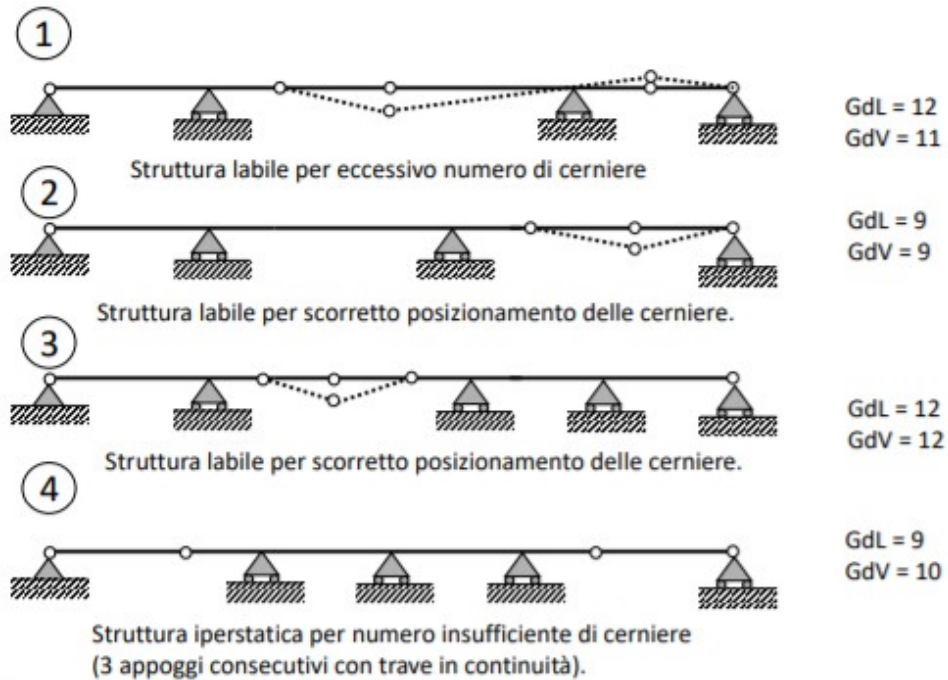 1
GdL = 12
GdV = 11
Struttura labile per eccessivo numero di cerniere
2
GdL = 9
GdV = 9
Struttura labile per scorretto posizionamento delle cerniere.
3
GdL = 12
GdV = 12
Struttura labile per scorretto posizionamento delle cerniere.
4
GdL = 9
GdV = 10
Struttura iperstatica per numero insufficiente di cerniere
(3 appoggi consecutivi con trave in continuità).